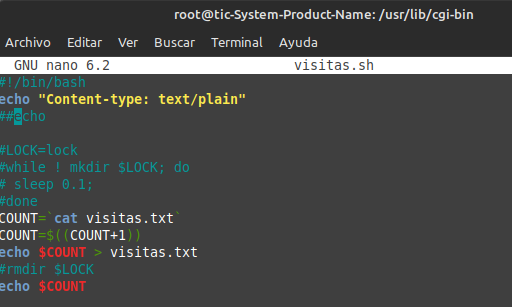 root@tic-System-Product-Name: /usr/lib/cgi-bin
Archivo Editar Ver Buscar Terminal Ayuda
GNU nano 6.2 visitas.sh
#!/bin/bash
echo "Content-type: text/plain"
##echo

#LOCK=lock
#while ! mkdir $LOCK; do
# sleep 0.1;
#done
COUNT=`cat visitas.txt`
COUNT=$((COUNT+1))
echo $COUNT > visitas.txt
#rmdir $LOCK
echo $COUNT